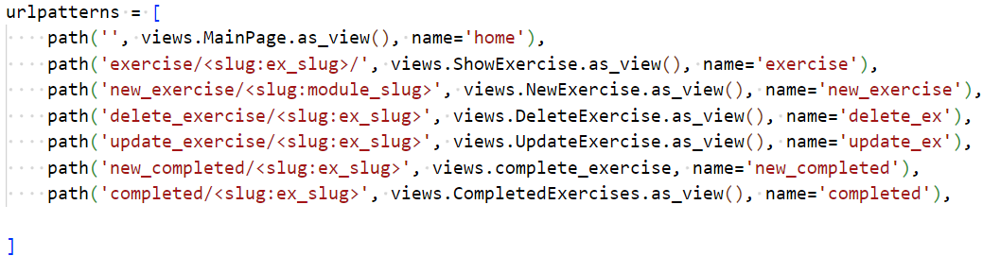 urlpatterns = [
    path('', views.MainPage.as_view(), name='home'),
    path('exercise/<slug:ex_slug>/', views.ShowExercise.as_view(), name='exercise'),
    path('new_exercise/<slug:module_slug>', views.NewExercise.as_view(), name='new_exercise'),
    path('delete_exercise/<slug:ex_slug>', views.DeleteExercise.as_view(), name='delete_ex'),
    path('update_exercise/<slug:ex_slug>', views.UpdateExercise.as_view(), name='update_ex'),
    path('new_completed/<slug:ex_slug>', views.complete_exercise, name='new_completed'),
    path('completed/<slug:ex_slug>', views.CompletedExercises.as_view(), name='completed'),
]